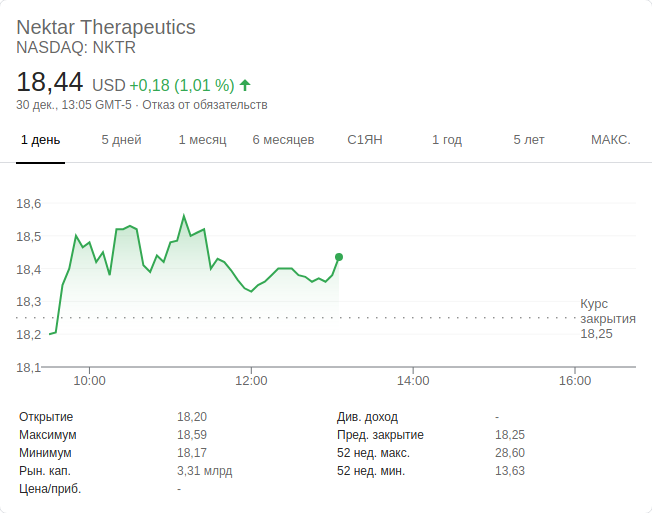 Nektar Therapeutics
NASDAQ: NKTR
18,44 USD +0,18 (1,01 %)
30 дек., 13:05 GMT-5 · Отказ от обязательств
1 день 5 дней 1 месяц 6 месяцев С1ЯН 1 год 5 лет МАКС.
18,6
18,5
18,4
18,3
18,2
18,1
Курс
закрытия
18,25
10:00 12:00 14:00 16:00
Открытие 18,20 Див. доход -
Максимум 18,59 Пред. закрытие 18,25
Минимум 18,17 52 нед. макс. 28,60
Рын. кап. 3,31 млрд 52 нед. мин. 13,63
Цена/приб. -